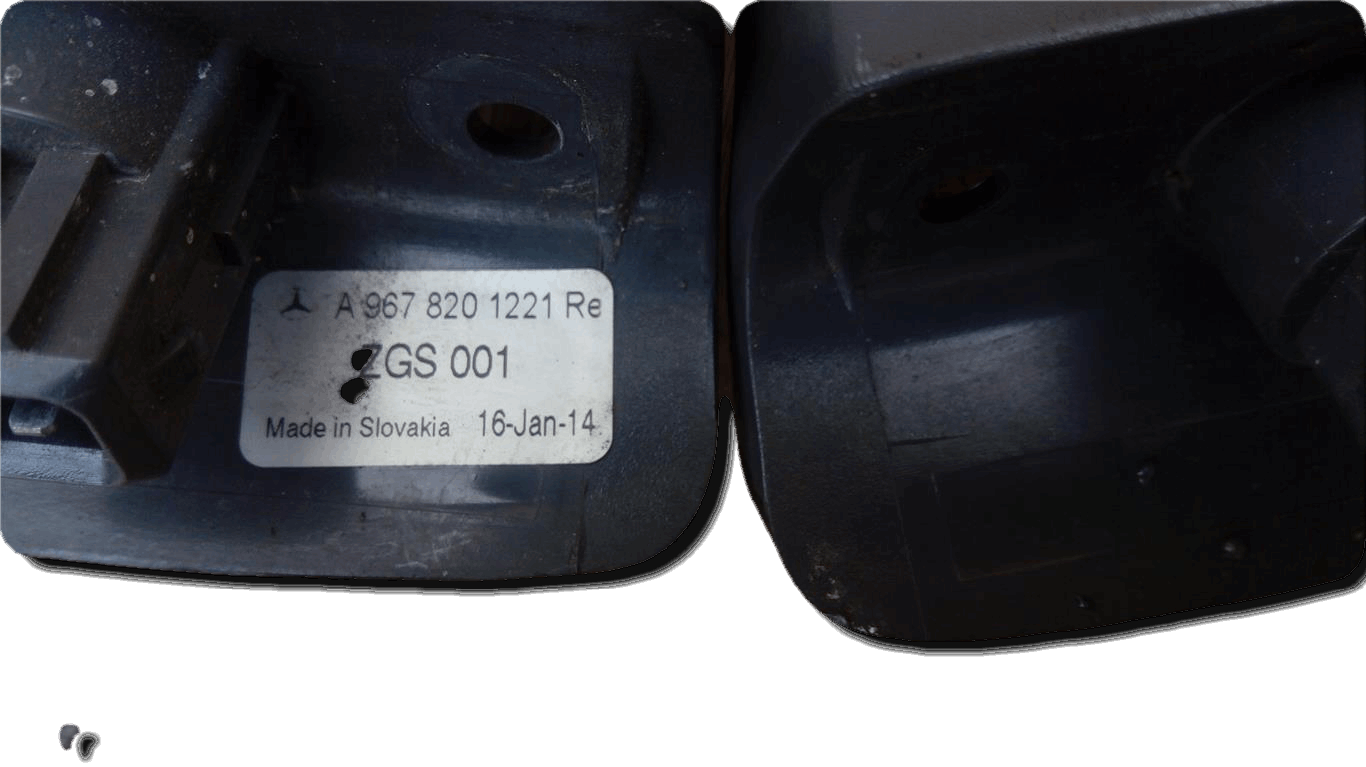 A 967 820 1221 Re
ZGS 001
Made in Slovakia 16-Jan-14